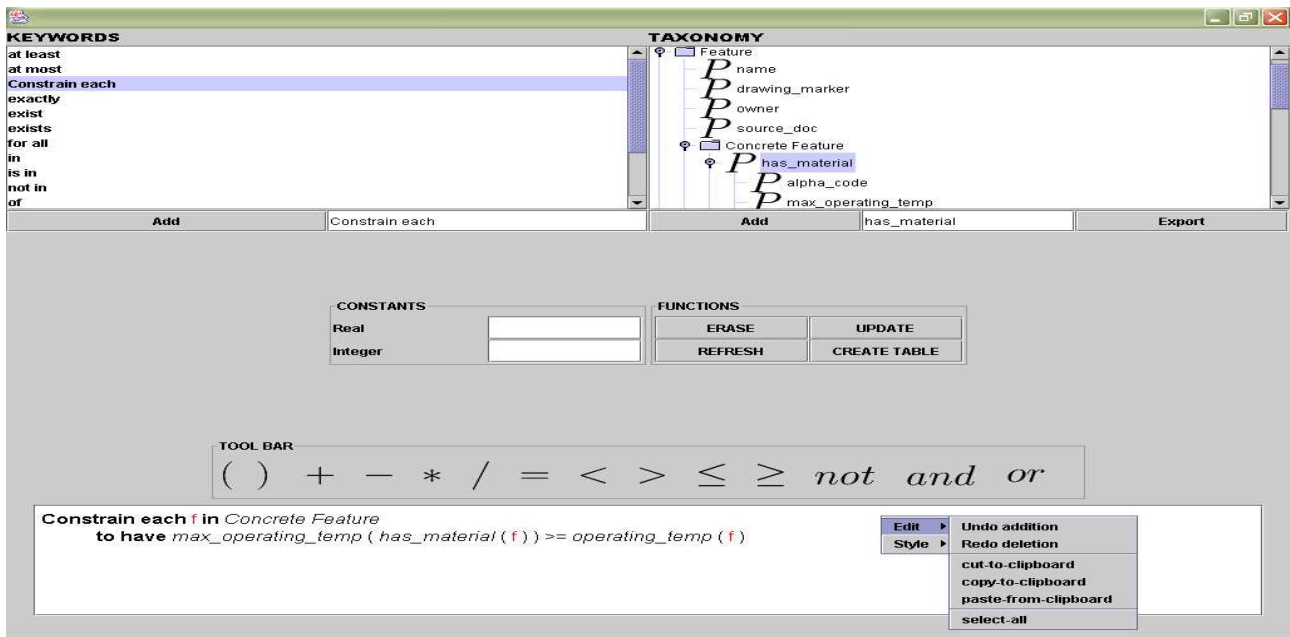 KEYWORDS
at least
at most
Constrain each
exactly
exist
exists
for all
in
is in
not in
of
Add
Constrain each
TAXONOMY
Feature
P name
P drawing_marker
P owner
P source_doc
Concrete Feature
P has_material
P alpha_code
P max_operating_temp
Add
has_material
Export
CONSTANTS
Real
Integer
FUNCTIONS
ERASE UPDATE
REFRESH CREATE TABLE
TOOL BAR
( ) + − * / = < > ≤ ≥ not and or
Constrain each f in Concrete Feature
to have max_operating_temp ( has_material ( f ) ) >= operating_temp ( f )
Edit
Style
Undo addition
Redo deletion
cut-to-clipboard
copy-to-clipboard
paste-from-clipboard
select-all